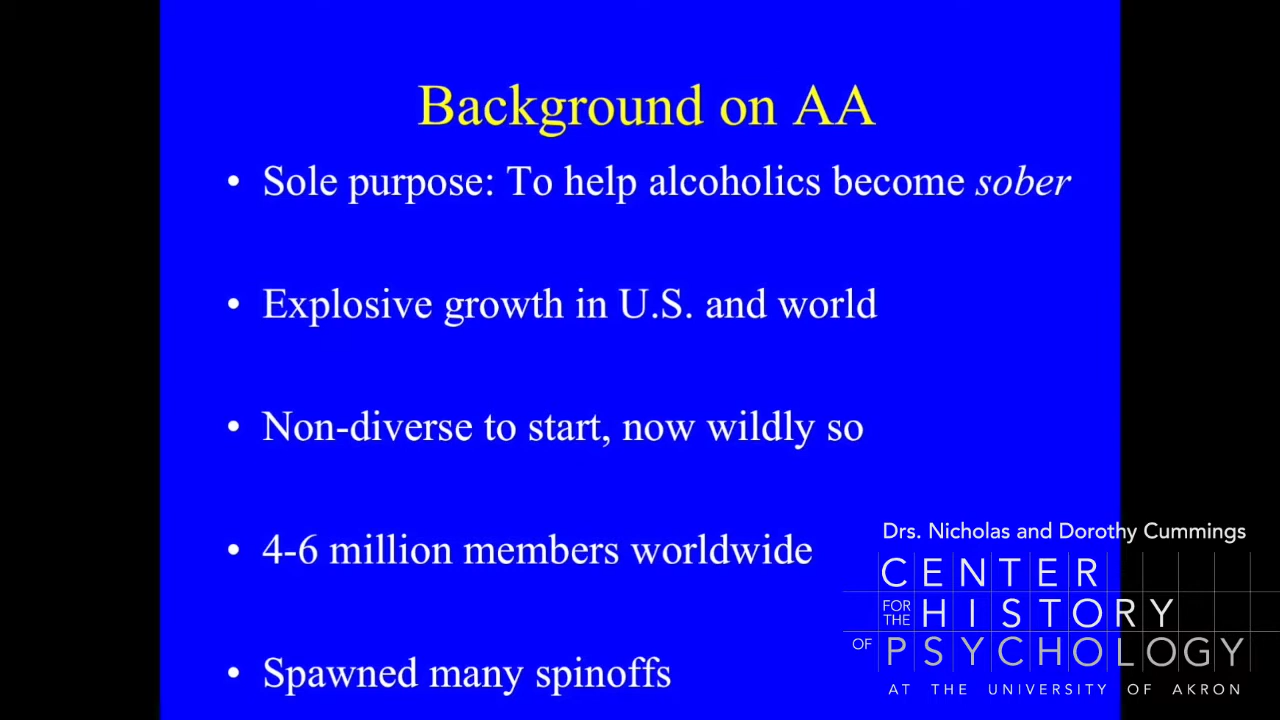 Background on AA
• Sole purpose: To help alcoholics become sober
• Explosive growth in U.S. and world
• Non-diverse to start, now wildly so
• 4-6 million members worldwide
• Spawned many spinoffs
Drs. Nicholas and Dorothy Cummings
CENTER
FOR THE HISTORY
OF PSYCHOLOGY
AT THE UNIVERSITY OF AKRON